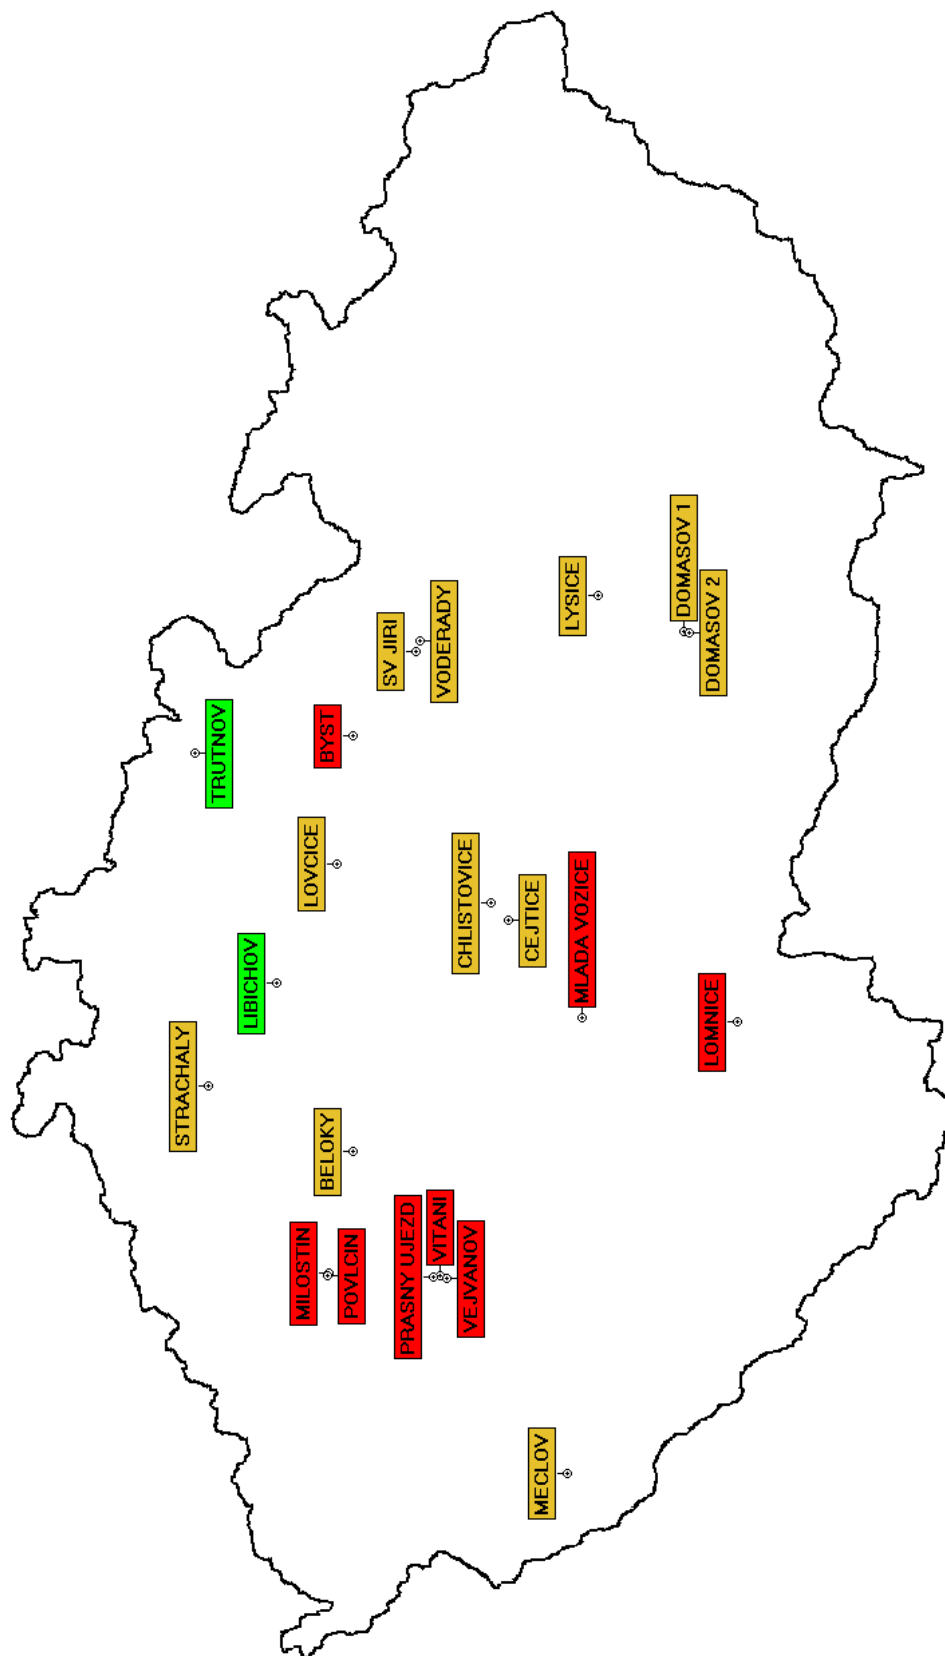 STRACHALY
TRUTNOV
LIBICHOV
MILOSTIN
LOVCICE
BELOKY
BYST
POVLCIN
SV JIRI
PRASNY UJEZD
VITANI
VODERADY
CHLISTOVICE
VEJVANOV
CEJTICE
MECLOV
LYSICE
MLADA VOZICE
DOMASOV 1
LOMNICE
DOMASOV 2